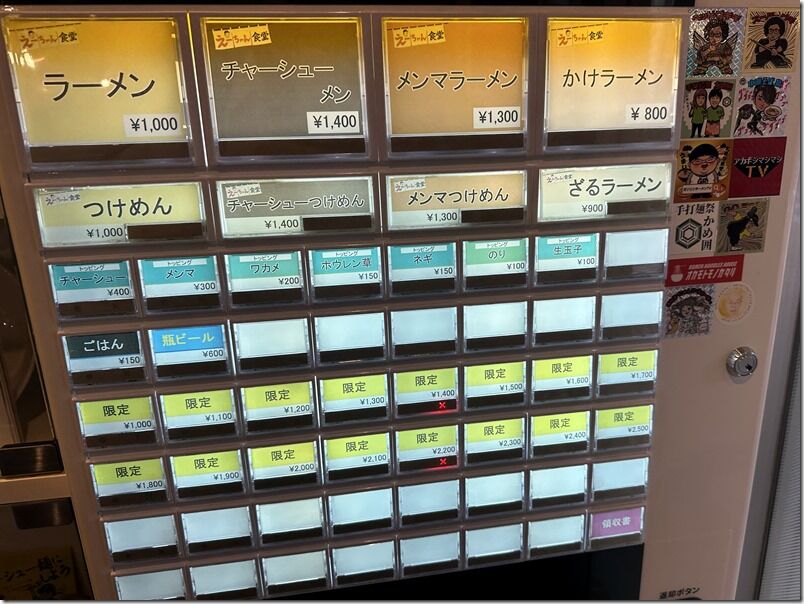 えーちゃん食堂
ラーメン
¥1,000
えーちゃん食堂
チャーシュー
メン
¥1,400
えーちゃん食堂
メンマラーメン
¥1,300
えーちゃん食堂
かけラーメン
¥ 800
えーちゃん食堂
つけめん
¥1,000
えーちゃん食堂
チャーシューつけめん
¥1,400
えーちゃん食堂
メンマつけめん
¥1,300
えーちゃん食堂
ざるラーメン
¥900
トッピング
チャーシュー
¥400
トッピング
メンマ
¥300
トッピング
ワカメ
¥200
トッピング
ホウレン草
¥150
トッピング
ネギ
¥150
トッピング
のり
¥100
トッピング
生玉子
¥100
ごはん
¥150
瓶ビール
¥600
限定
¥1,000
限定
¥1,100
限定
¥1,200
限定
¥1,300
限定
¥1,400
×
限定
¥1,500
限定
¥1,600
限定
¥1,700
限定
¥1,800
限定
¥1,900
限定
¥2,000
限定
¥2,100
限定
¥2,200
×
限定
¥2,300
限定
¥2,400
限定
¥2,500
領収書
返却ボタン
アカギシマシマシ
TV
手打麺祭
かめ囲
RAMEN NOODLES HOUSE
オカモトモノガタリ